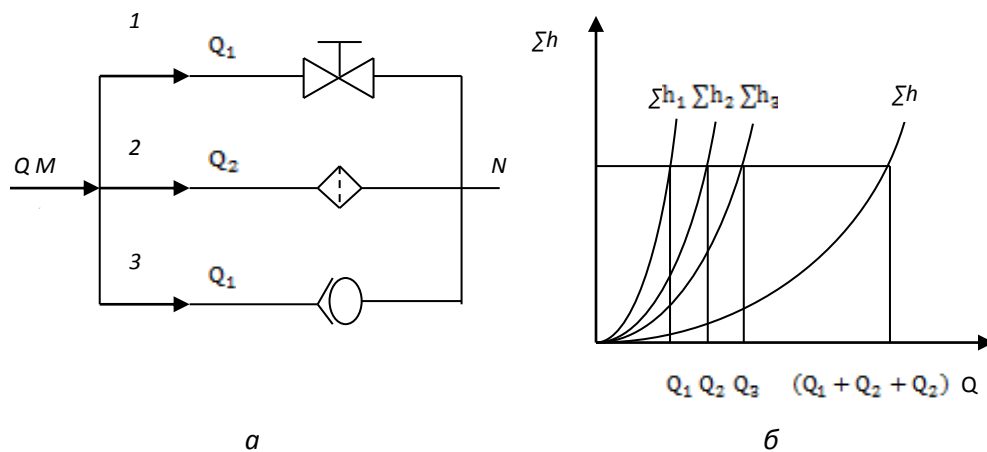 1
Q₁
2
Q M
Q₂
N
3
Q₁
а
∑h
∑h₁ ∑h₂ ∑h₃
∑h
Q₁ Q₂ Q₃ (Q₁ + Q₂ + Q₂) Q
б